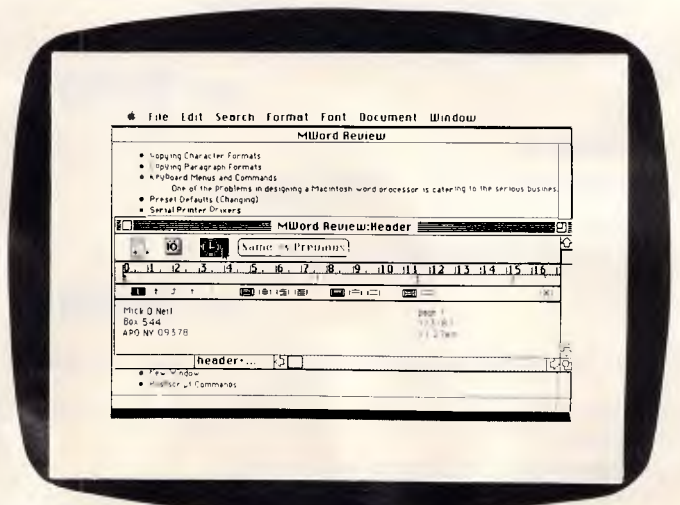 File Edit Search Format Font Document Window
MWord Review
• Copying Character Formats
• Copying Paragraph Formats
• Keyboard Menus and Commands
One of the problems in designing a Macintosh word processor is catering to the serious busines
• Preset Defaults (Changing)
• Serial Printer Drivers
MWord Review:Header
Same As Previous
0 1 2 3 4 5 6 7 8 9 10 11 12 13 14 15 16
Mick O Neil
page 1
Box 544
APO NY 09378
header+...
• New Window
• Commands